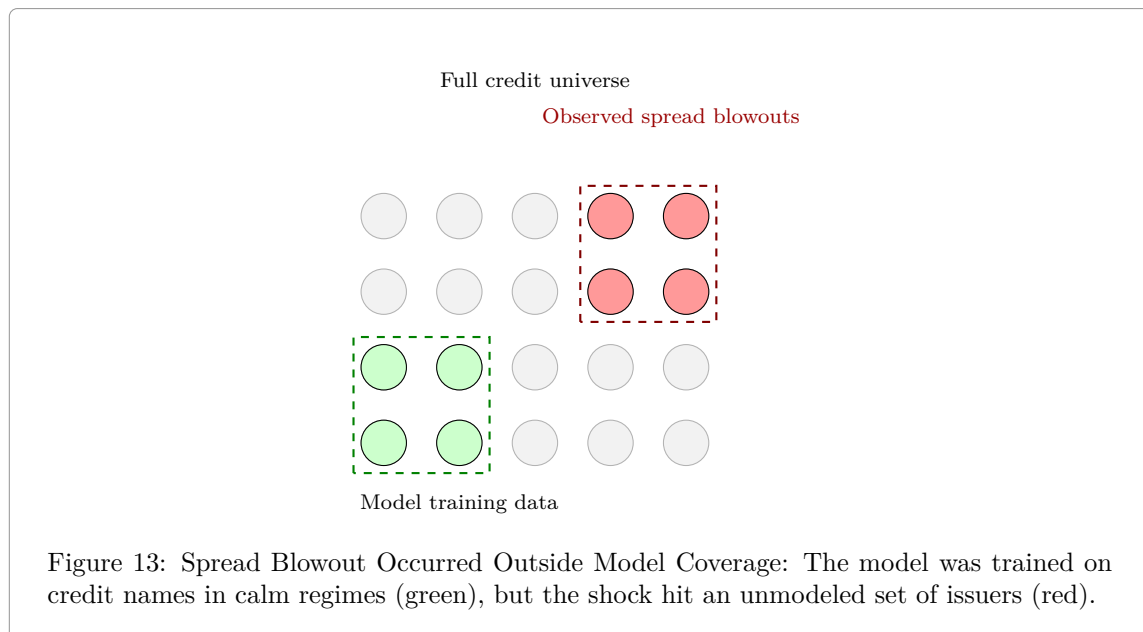 Full credit universe
Observed spread blowouts
Model training data
Figure 13: Spread Blowout Occurred Outside Model Coverage: The model was trained on
credit names in calm regimes (green), but the shock hit an unmodeled set of issuers (red).